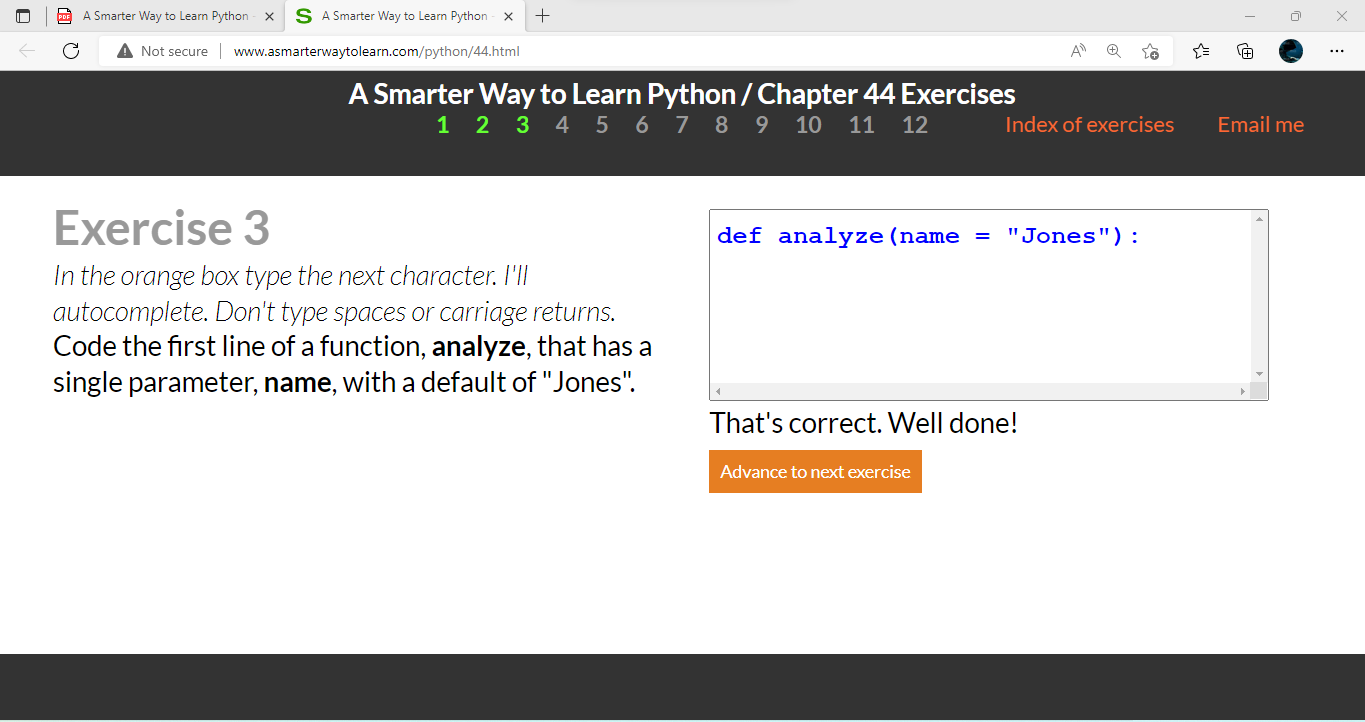 A Smarter Way to Learn Python -
A Smarter Way to Learn Python -
Not secure
www.asmarterwaytolearn.com/python/44.html
A Smarter Way to Learn Python / Chapter 44 Exercises
1 2 3 4 5 6 7 8 9 10 11 12 Index of exercises Email me
Exercise 3
In the orange box type the next character. I'll
autocomplete. Don't type spaces or carriage returns.
Code the first line of a function, analyze, that has a
single parameter, name, with a default of "Jones".
def analyze(name = "Jones"):
That's correct. Well done!
Advance to next exercise